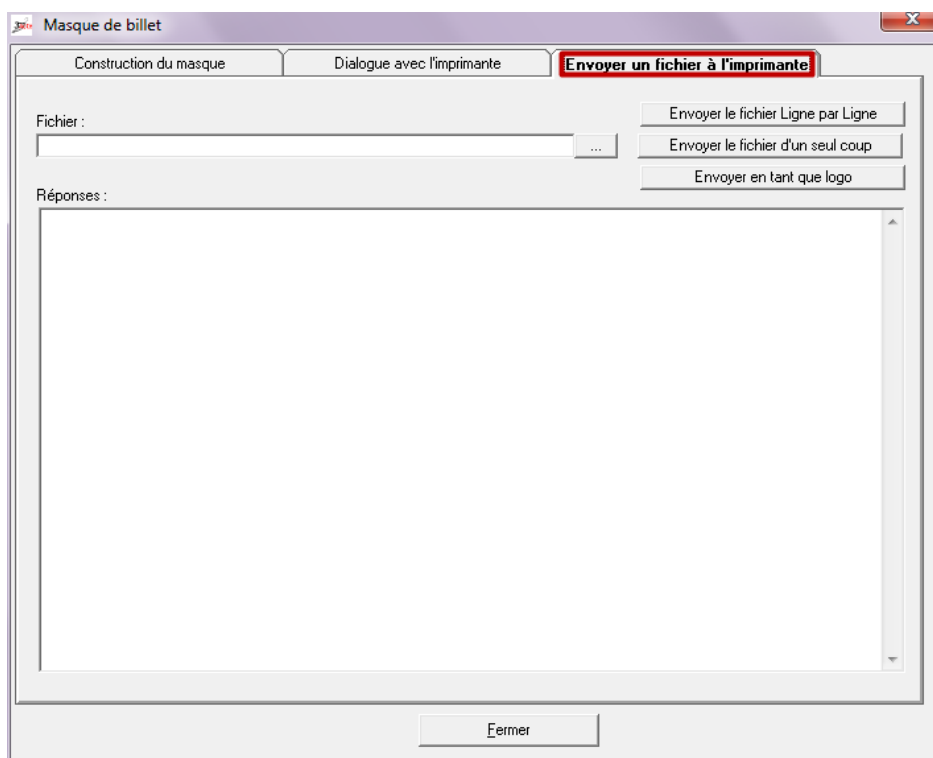 Masque de billet
Construction du masque
Dialogue avec l'imprimante
Envoyer un fichier à l'imprimante
Envoyer le fichier Ligne par Ligne
Fichier :
...
Envoyer le fichier d'un seul coup
Envoyer en tant que logo
Réponses :
Fermer